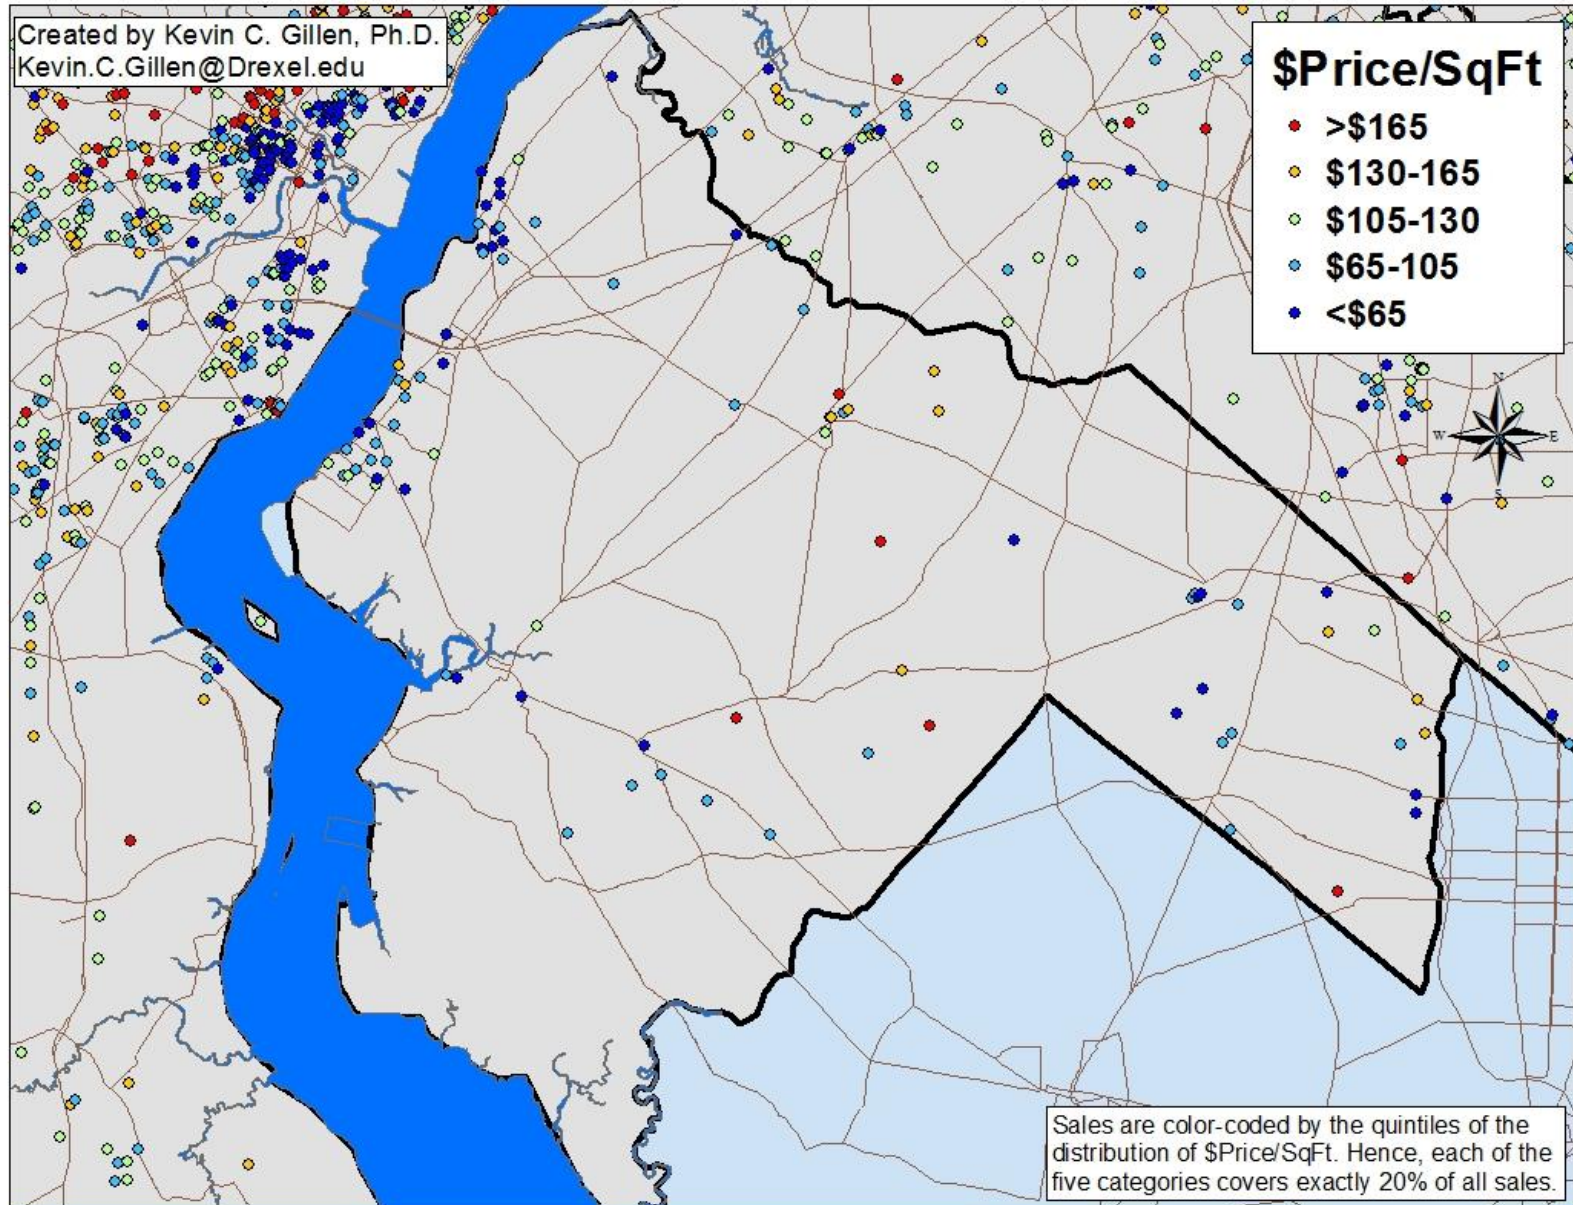 Created by Kevin C. Gillen, Ph.D.
Kevin.C.Gillen@Drexel.edu
$Price/SqFt
>$165
$130-165
$105-130
$65-105
<$65
N
W E
S
Sales are color-coded by the quintiles of the
distribution of $Price/SqFt. Hence, each of the
five categories covers exactly 20% of all sales.